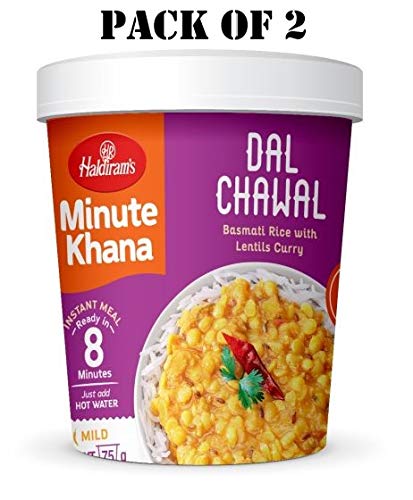 PACK OF 2
HR
Haldiram's
Minute
Khana
DAL
CHAWAL
Basmati Rice with
Lentils Curry
INSTANT MEAL
Ready in
8
Minutes
Just add
HOT WATER
MILD
75 g